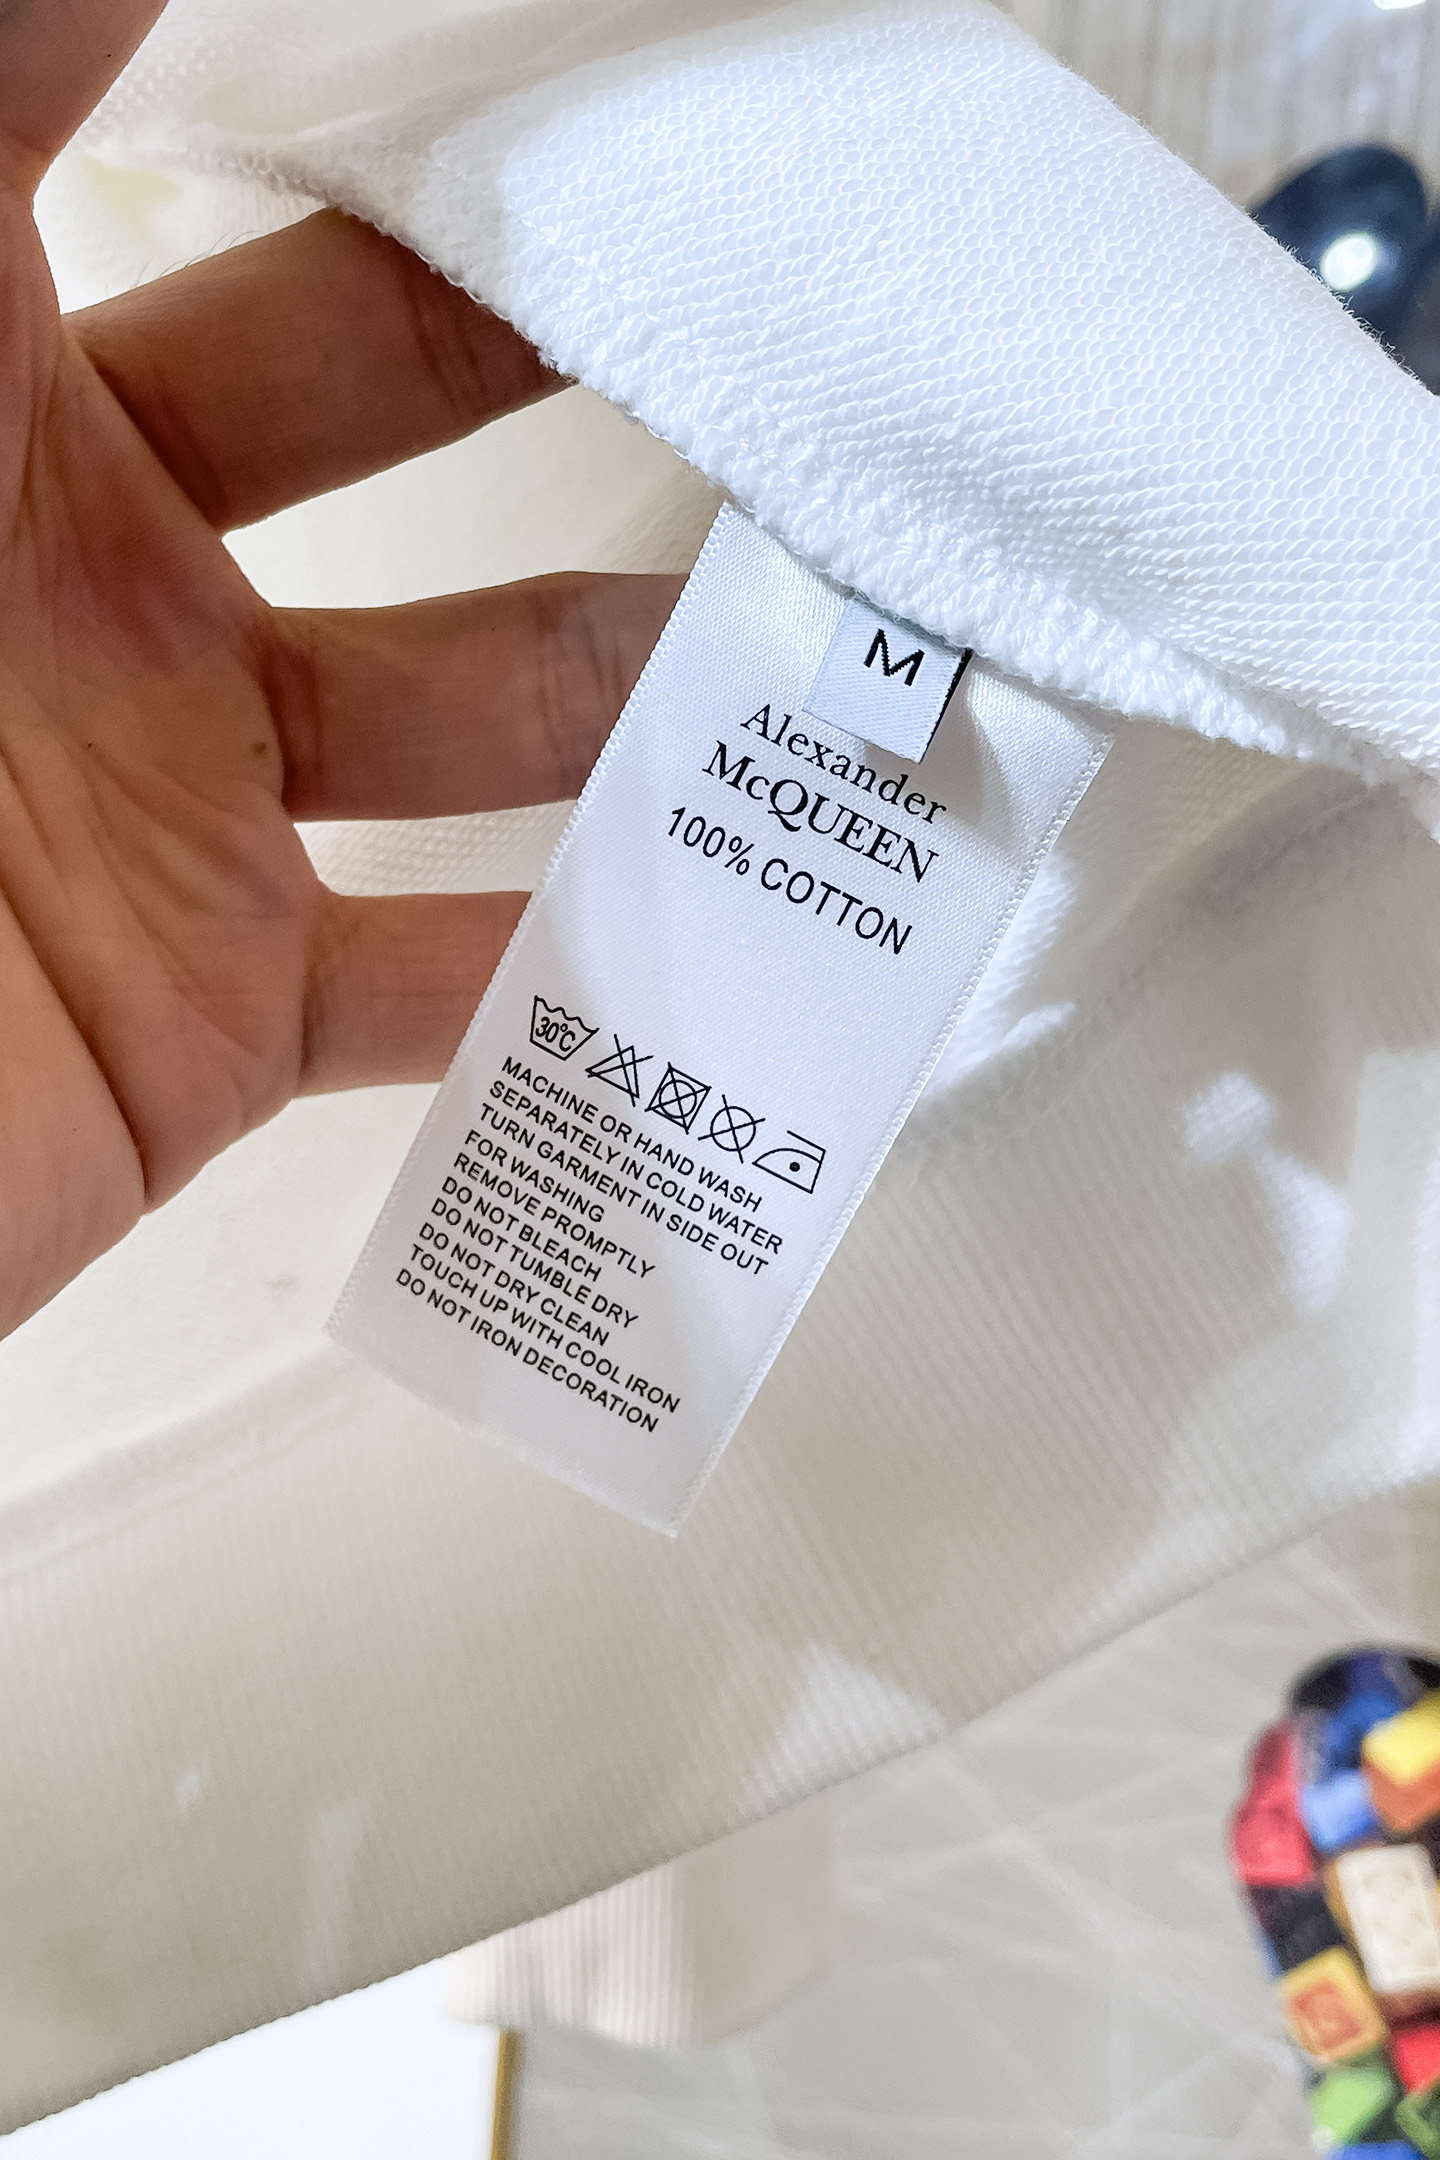 M
Alexander
McQUEEN
100% COTTON
30°C
MACHINE OR HAND WASH
SEPARATELY IN COLD WATER
TURN GARMENT IN SIDE OUT
FOR WASHING
REMOVE PROMPTLY
DO NOT BLEACH
DO NOT TUMBLE DRY
DO NOT DRY CLEAN
TOUCH UP WITH COOL IRON
DO NOT IRON DECORATION